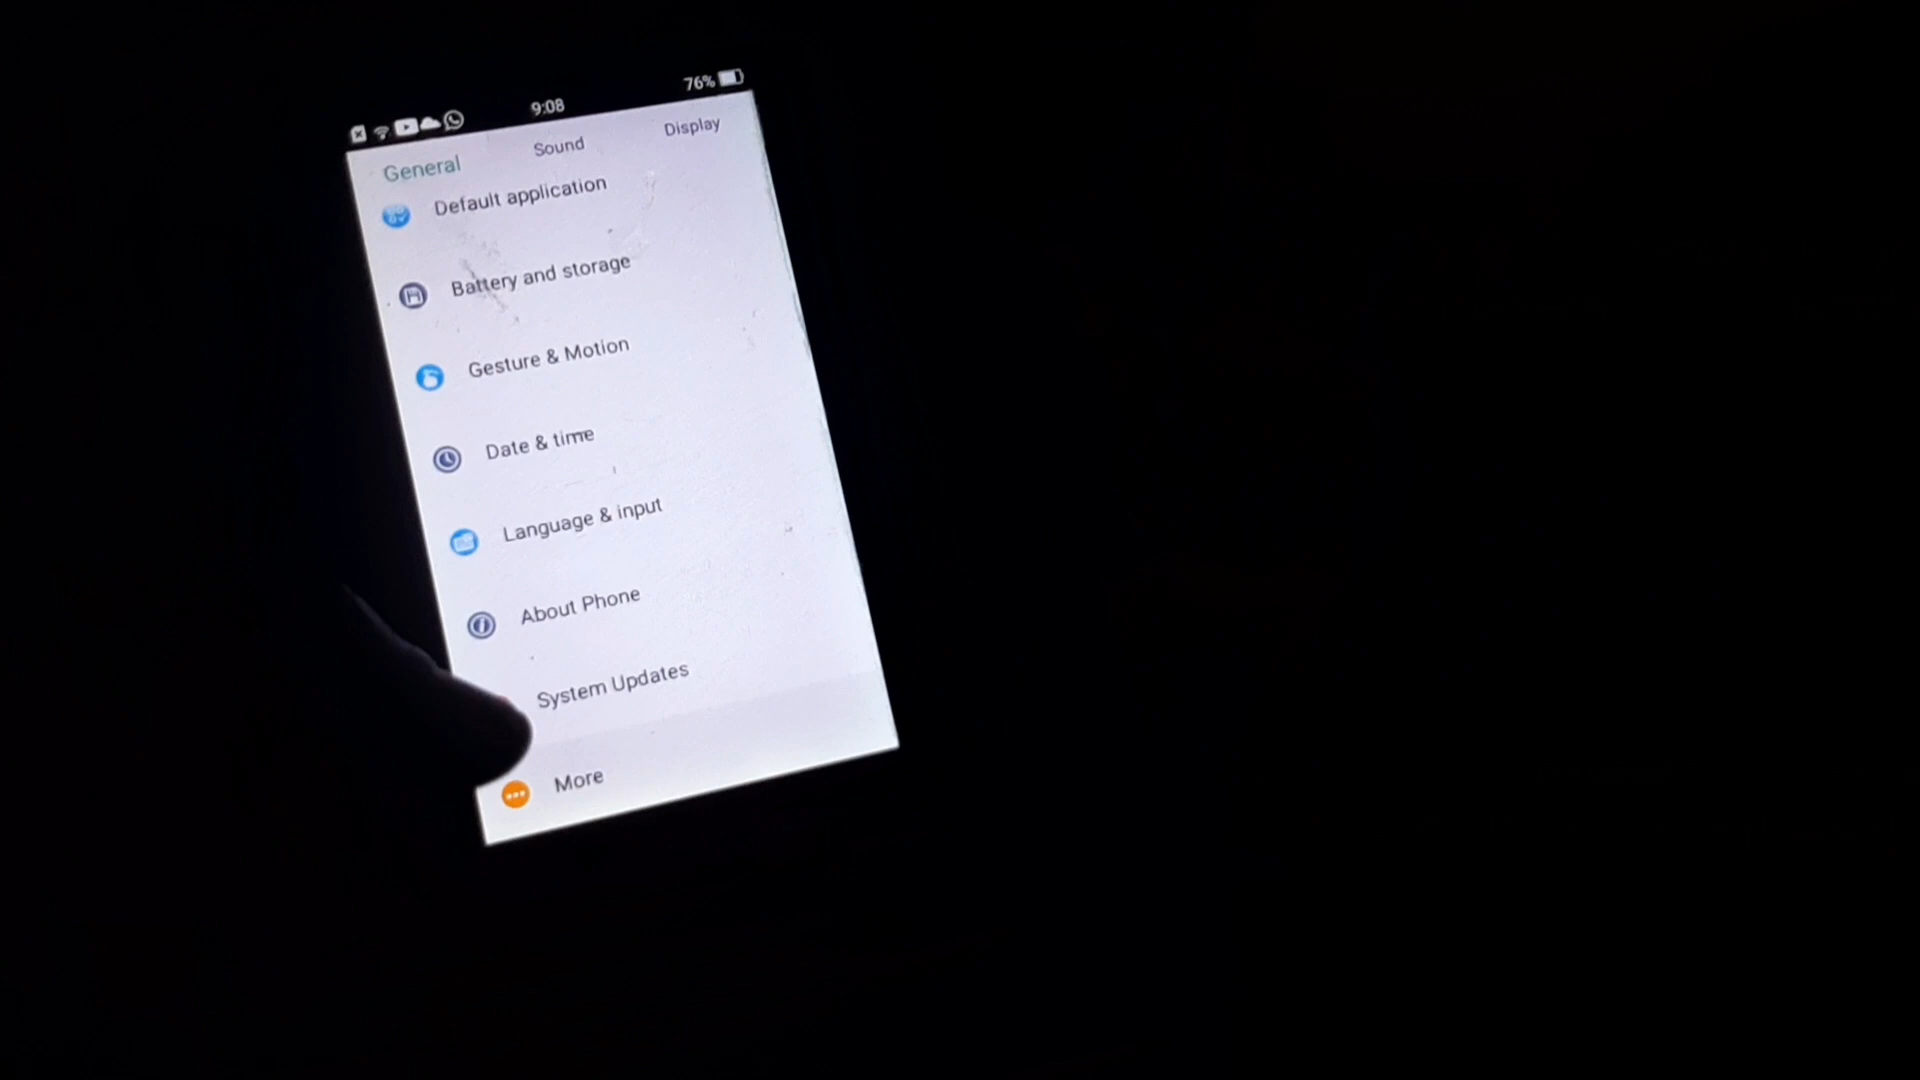 9:08
76%
General
Sound
Display
Default application
Battery and storage
Gesture & Motion
Date & time
Language & input
About Phone
System Updates
More